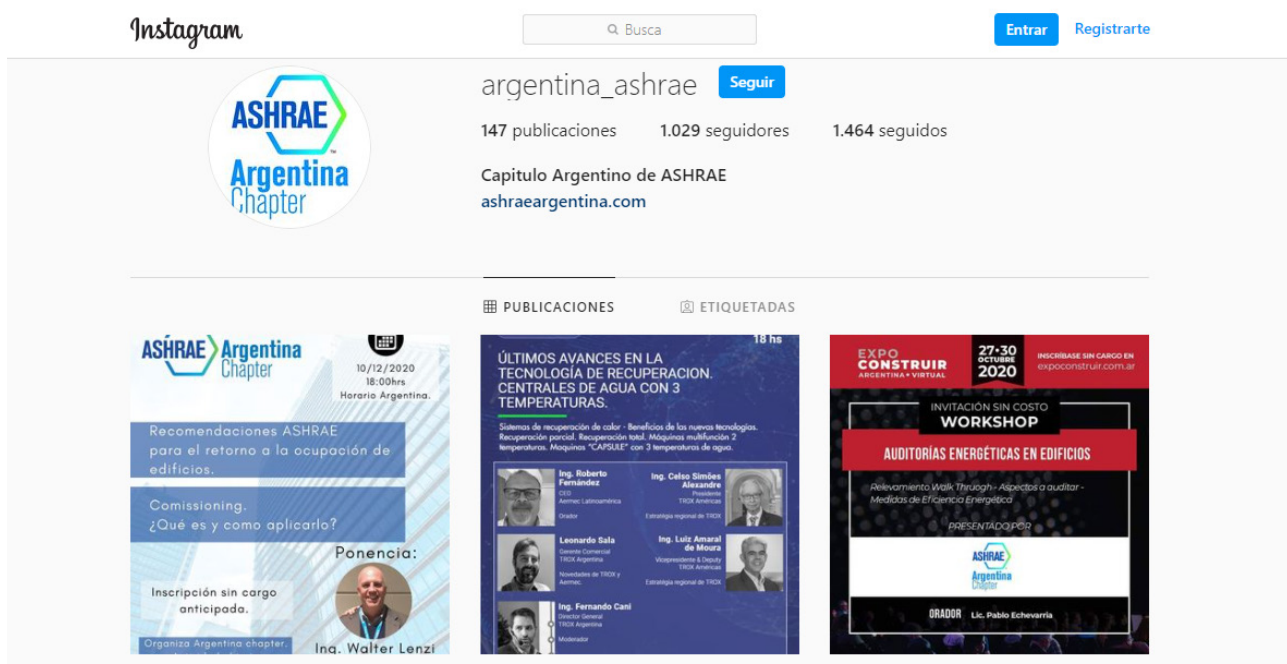 Instagram
Busca
Entrar
Registrarte
ASHRAE
Argentina
Chapter
argentina_ashrae
Seguir
147 publicaciones 1.029 seguidores 1.464 seguidos
Capitulo Argentino de ASHRAE
ashraeargentina.com
PUBLICACIONES
ETIQUETADAS
ASHRAE Argentina
Chapter
10/12/2020
18:00hrs
Horario Argentina.
Recomendaciones ASHRAE
para el retorno a la ocupación de
edificios.
Comissioning.
¿Qué es y como aplicarlo?
Ponencia:
Inscripción sin cargo
anticipada.
Organiza Argentina chapter.
Ing. Walter Lenzi
18 hs
ÚLTIMOS AVANCES EN LA
TECNOLOGÍA DE RECUPERACION.
CENTRALES DE AGUA CON 3
TEMPERATURAS.
Sistemas de recuperación de calor - Beneficios de las nuevas tecnologías.
Recuperación parcial. Recuperación total. Máquinas multifunción 2
temperaturas. Maquinas "CAPSULE" con 3 temperaturas de agua.
Ing. Roberto
Fernández
CEO
Aermec Latinoamérica
Orador
Ing. Celso Simões
Alexandre
Presidente
TROX Américas
Estratégia regional de TROX
Leonardo Sala
Gerente Comercial
TROX Argentina
Novedades de TROX y
Aermec.
Ing. Luiz Amaral
de Moura
Vicepresidente & Deputy
TROX Américas
Estratégia regional de TROX
Ing. Fernando Cani
Director General
TROX Argentina
Moderador
EXPO
CONSTRUIR
ARGENTINA • VIRTUAL
27•30
OCTUBRE
2020
INSCRÍBASE SIN CARGO EN
expoconstruir.com.ar
INVITACIÓN SIN COSTO
WORKSHOP
AUDITORÍAS ENERGÉTICAS EN EDIFICIOS
Relevamiento Walk Thruogh - Aspectos a auditar -
Medidas de Eficiencia Energética
PRESENTADO POR
ASHRAE
Argentina
Chapter
ORADOR Lic. Pablo Echevarria